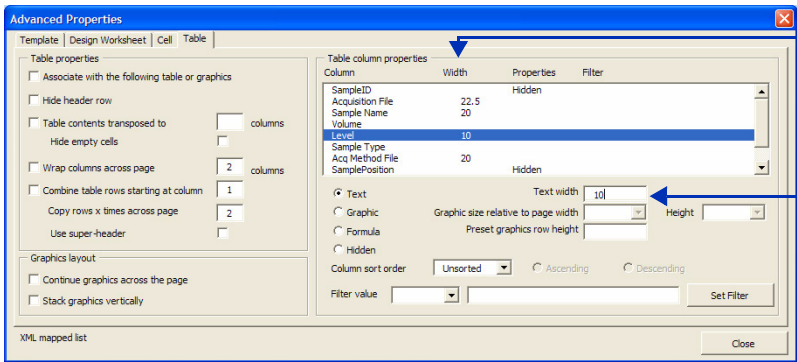 Advanced Properties
Template Design Worksheet Cell Table
Table properties
Associate with the following table or graphics
Hide header row
Table contents transposed to columns
Hide empty cells
Wrap columns across page 2 columns
Combine table rows starting at column 1
Copy rows x times across page 2
Use super-header
Graphics layout
Continue graphics across the page
Stack graphics vertically
Table column properties
Column Width Properties Filter
SampleID Hidden
Acquisition File 22.5
Sample Name 20
Volume
Level 10
Sample Type
Acq Method File 20
SamplePosition Hidden
Text Text width 10
Graphic Graphic size relative to page width Height
Formula Preset graphics row height
Hidden
Column sort order Unsorted Ascending Descending
Filter value Set Filter
XML mapped list
Close